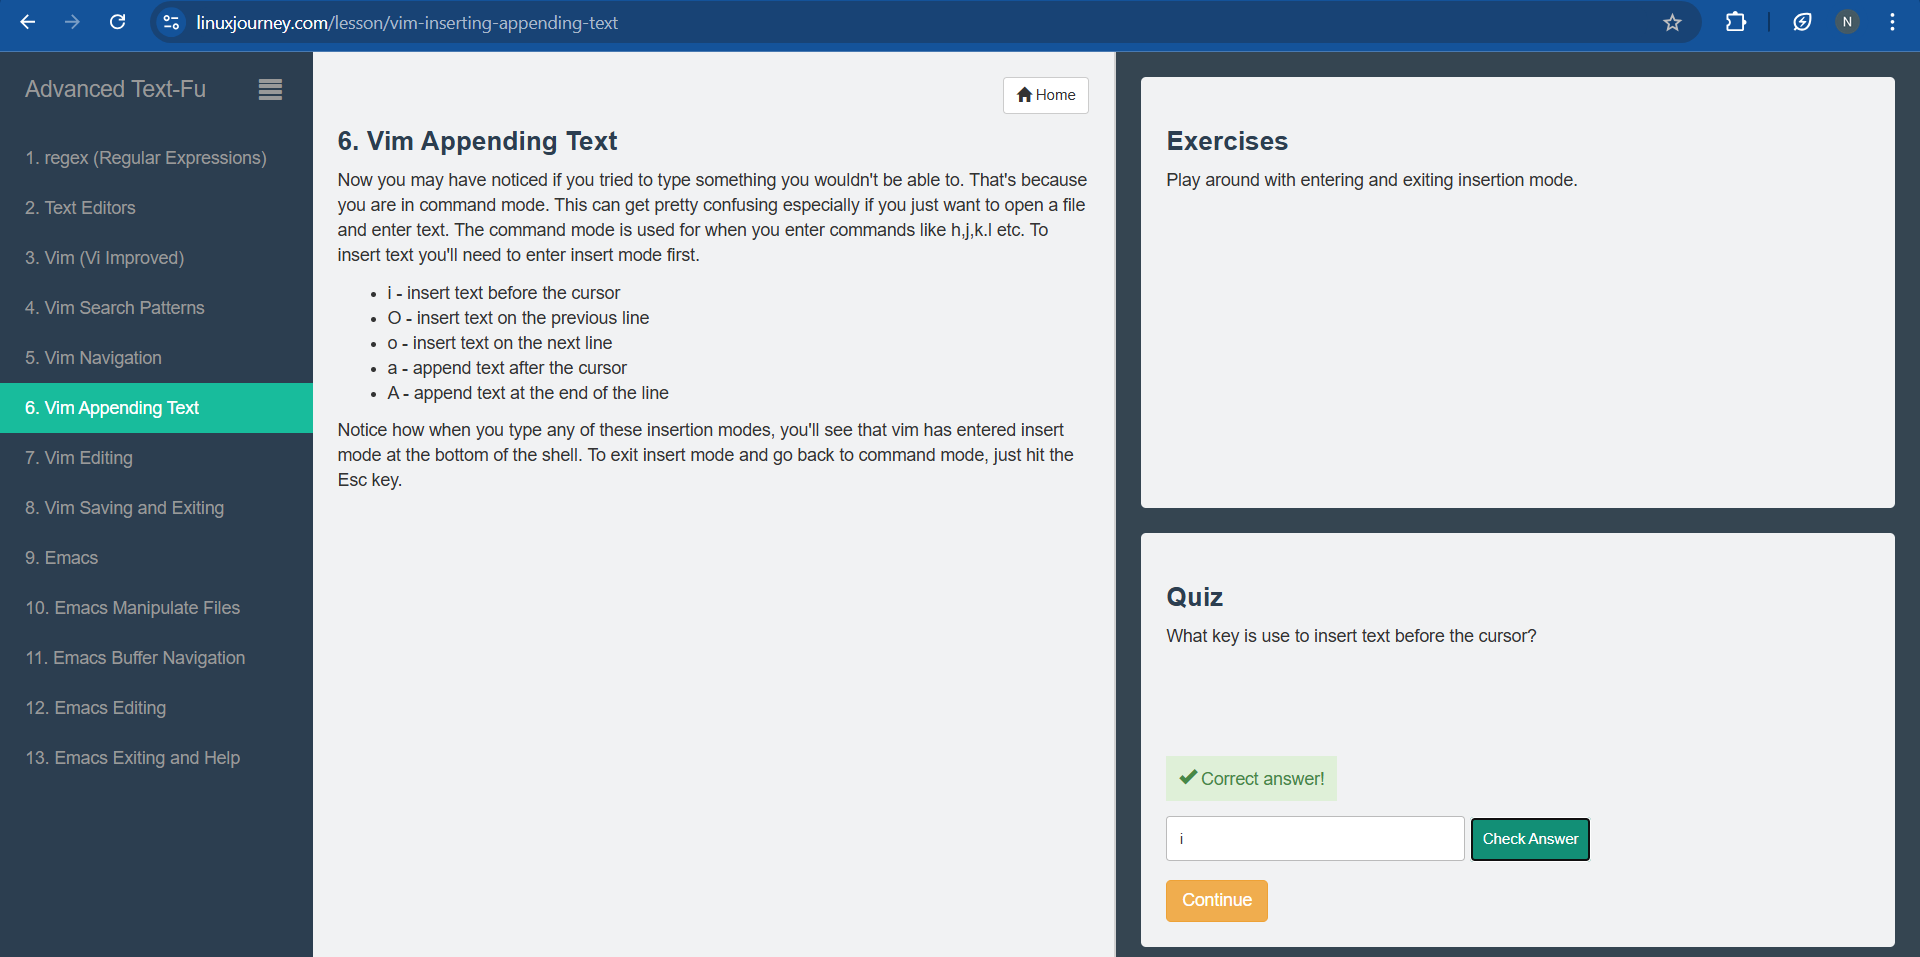 linuxjourney.com/lesson/vim-inserting-appending-text
N
Advanced Text-Fu
1. regex (Regular Expressions)
2. Text Editors
3. Vim (Vi Improved)
4. Vim Search Patterns
5. Vim Navigation
6. Vim Appending Text
7. Vim Editing
8. Vim Saving and Exiting
9. Emacs
10. Emacs Manipulate Files
11. Emacs Buffer Navigation
12. Emacs Editing
13. Emacs Exiting and Help
Home
6. Vim Appending Text
Now you may have noticed if you tried to type something you wouldn't be able to. That's because
you are in command mode. This can get pretty confusing especially if you just want to open a file
and enter text. The command mode is used for when you enter commands like h,j,k.l etc. To
insert text you'll need to enter insert mode first.
• i - insert text before the cursor
• O - insert text on the previous line
• o - insert text on the next line
• a - append text after the cursor
• A - append text at the end of the line
Notice how when you type any of these insertion modes, you'll see that vim has entered insert
mode at the bottom of the shell. To exit insert mode and go back to command mode, just hit the
Esc key.
Exercises
Play around with entering and exiting insertion mode.
Quiz
What key is use to insert text before the cursor?
Correct answer!
i
Check Answer
Continue